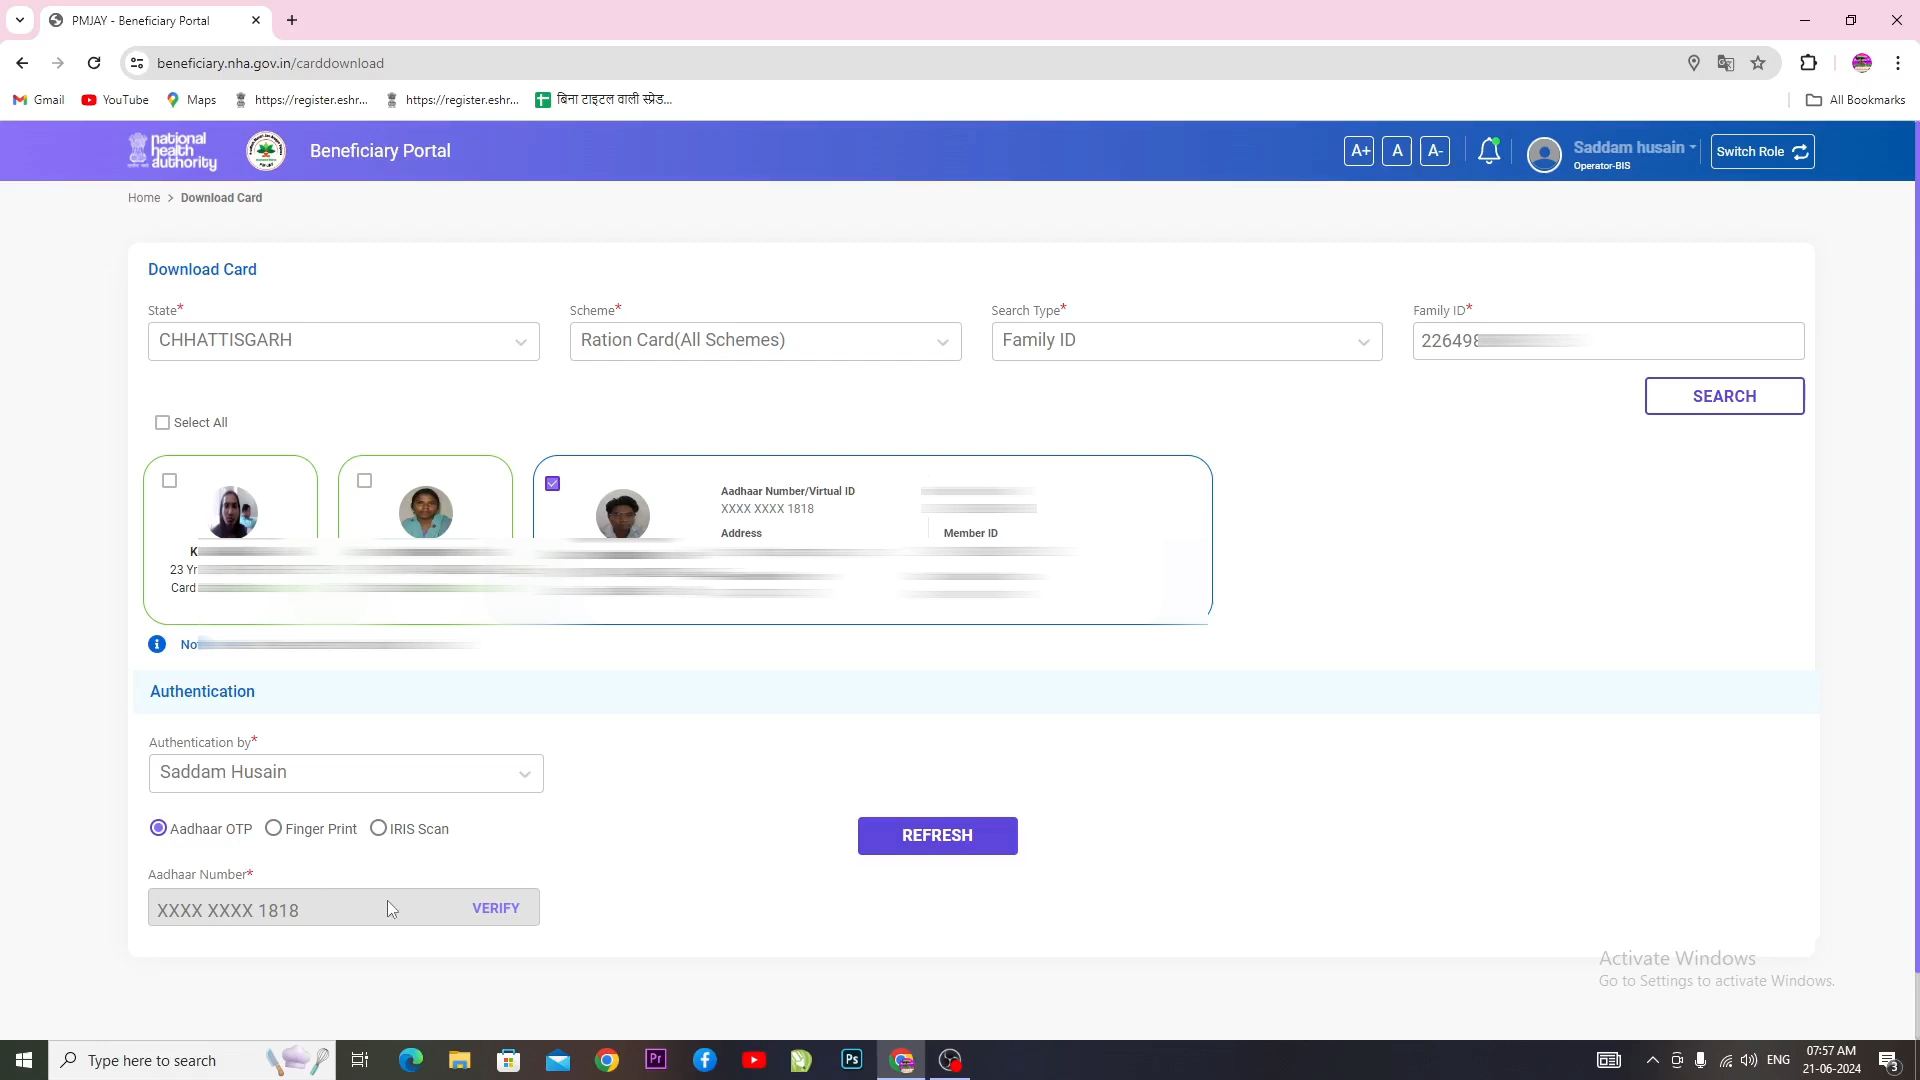 PMJAY - Beneficiary Portal
beneficiary.nha.gov.in/carddownload
Gmail
YouTube
Maps
https://register.eshr...
https://register.eshr...
बिना टाइटल वाली स्प्रेड...
All Bookmarks
national
health
authority
Beneficiary Portal
A+
A
A-
Saddam husain
Operator-BIS
Switch Role
Home > Download Card
Download Card
State*
Scheme*
Search Type*
Family ID*
CHHATTISGARH
Ration Card(All Schemes)
Family ID
226498
SEARCH
Select All
Aadhaar Number/Virtual ID
XXXX XXXX 1818
Address
Member ID
K
23 Yr
Card
No
Authentication
Authentication by*
Saddam Husain
Aadhaar OTP
Finger Print
IRIS Scan
REFRESH
Aadhaar Number*
XXXX XXXX 1818
VERIFY
Activate Windows
Go to Settings to activate Windows.
Type here to search
Pr
Ps
ENG
07:57 AM
21-06-2024
3